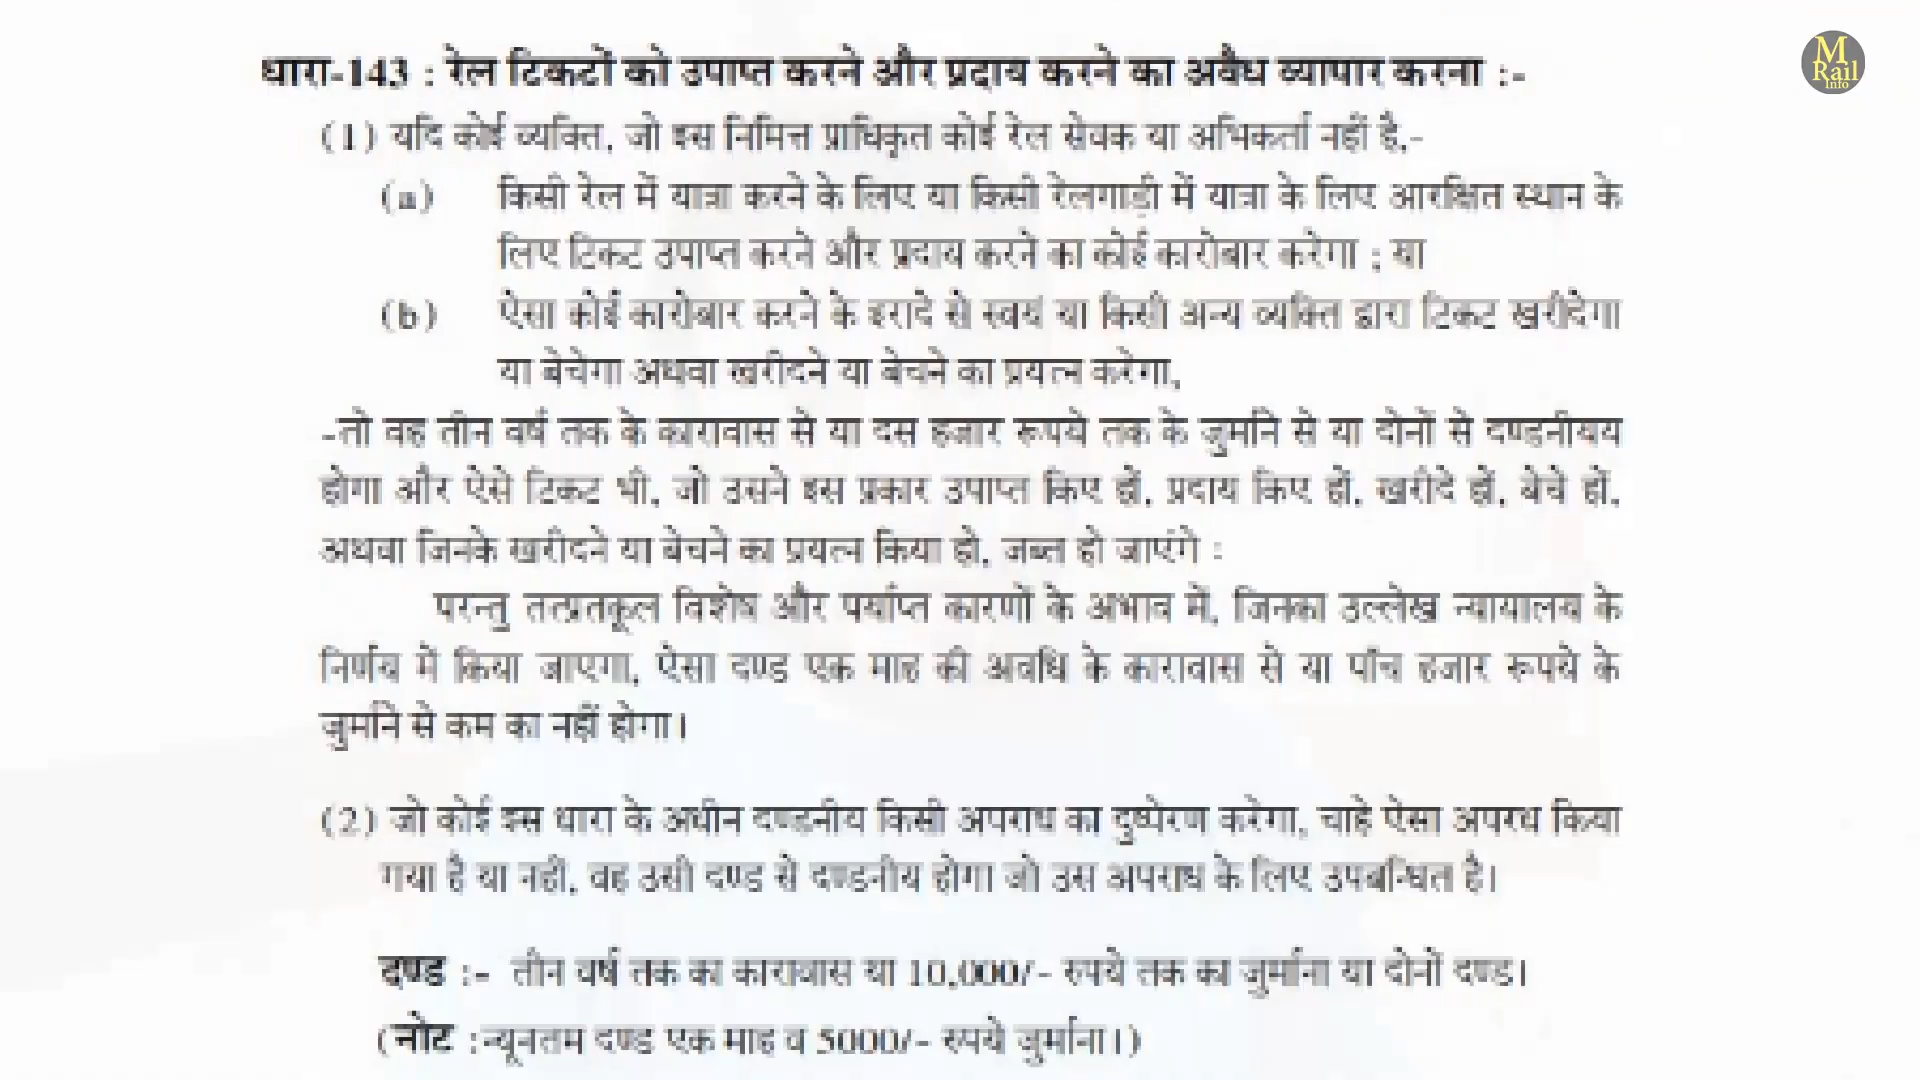 धारा-143 : रेल टिकटों को उपाप्त करने और प्रदाय करने का अवैध व्यापार करना :-
M
Rail
Info
(1) यदि कोई व्यक्ति, जो इस निमित्त प्राधिकृत कोई रेल सेवक या अभिकर्ता नहीं है,-
(a) किसी रेल में यात्रा करने के लिए या किसी रेलगाड़ी में यात्रा के लिए आरक्षित स्थान के
लिए टिकट उपाप्त करने और प्रदाय करने का कोई कारोबार करेगा ; या
(b) ऐसा कोई कारोबार करने के इरादे से स्वयं या किसी अन्य व्यक्ति द्वारा टिकट खरीदेगा
या बेचेगा अथवा खरीदने या बेचने का प्रयत्न करेगा,
-तो वह तीन वर्ष तक के कारावास से या दस हजार रूपये तक के जुर्माने से या दोनों से दण्डनीयय
होगा और ऐसे टिकट भी, जो उसने इस प्रकार उपाप्त किए हों, प्रदाय किए हों, खरीदे हों, बेचे हों,
अथवा जिनके खरीदने या बेचने का प्रयत्न किया हो, जब्त हो जाएंगे :
परन्तु तत्प्रतकूल विशेष और पर्याप्त कारणों के अभाव में, जिनका उल्लेख न्यायालय के
निर्णय में किया जाएगा, ऐसा दण्ड एक माह की अवधि के कारावास से या पाँच हजार रूपये के
जुर्माने से कम का नहीं होगा।
(2) जो कोई इस धारा के अधीन दण्डनीय किसी अपराध का दुष्प्रेरण करेगा, चाहे ऐसा अपरध किया
गया है या नहीं, वह उसी दण्ड से दण्डनीय होगा जो उस अपराध के लिए उपबन्धित है।
दण्ड :- तीन वर्ष तक का कारावास या 10,000/- रुपये तक का जुर्माना या दोनों दण्ड।
(नोट :न्यूनतम दण्ड एक माह व 5000/- रुपये जुर्माना।)